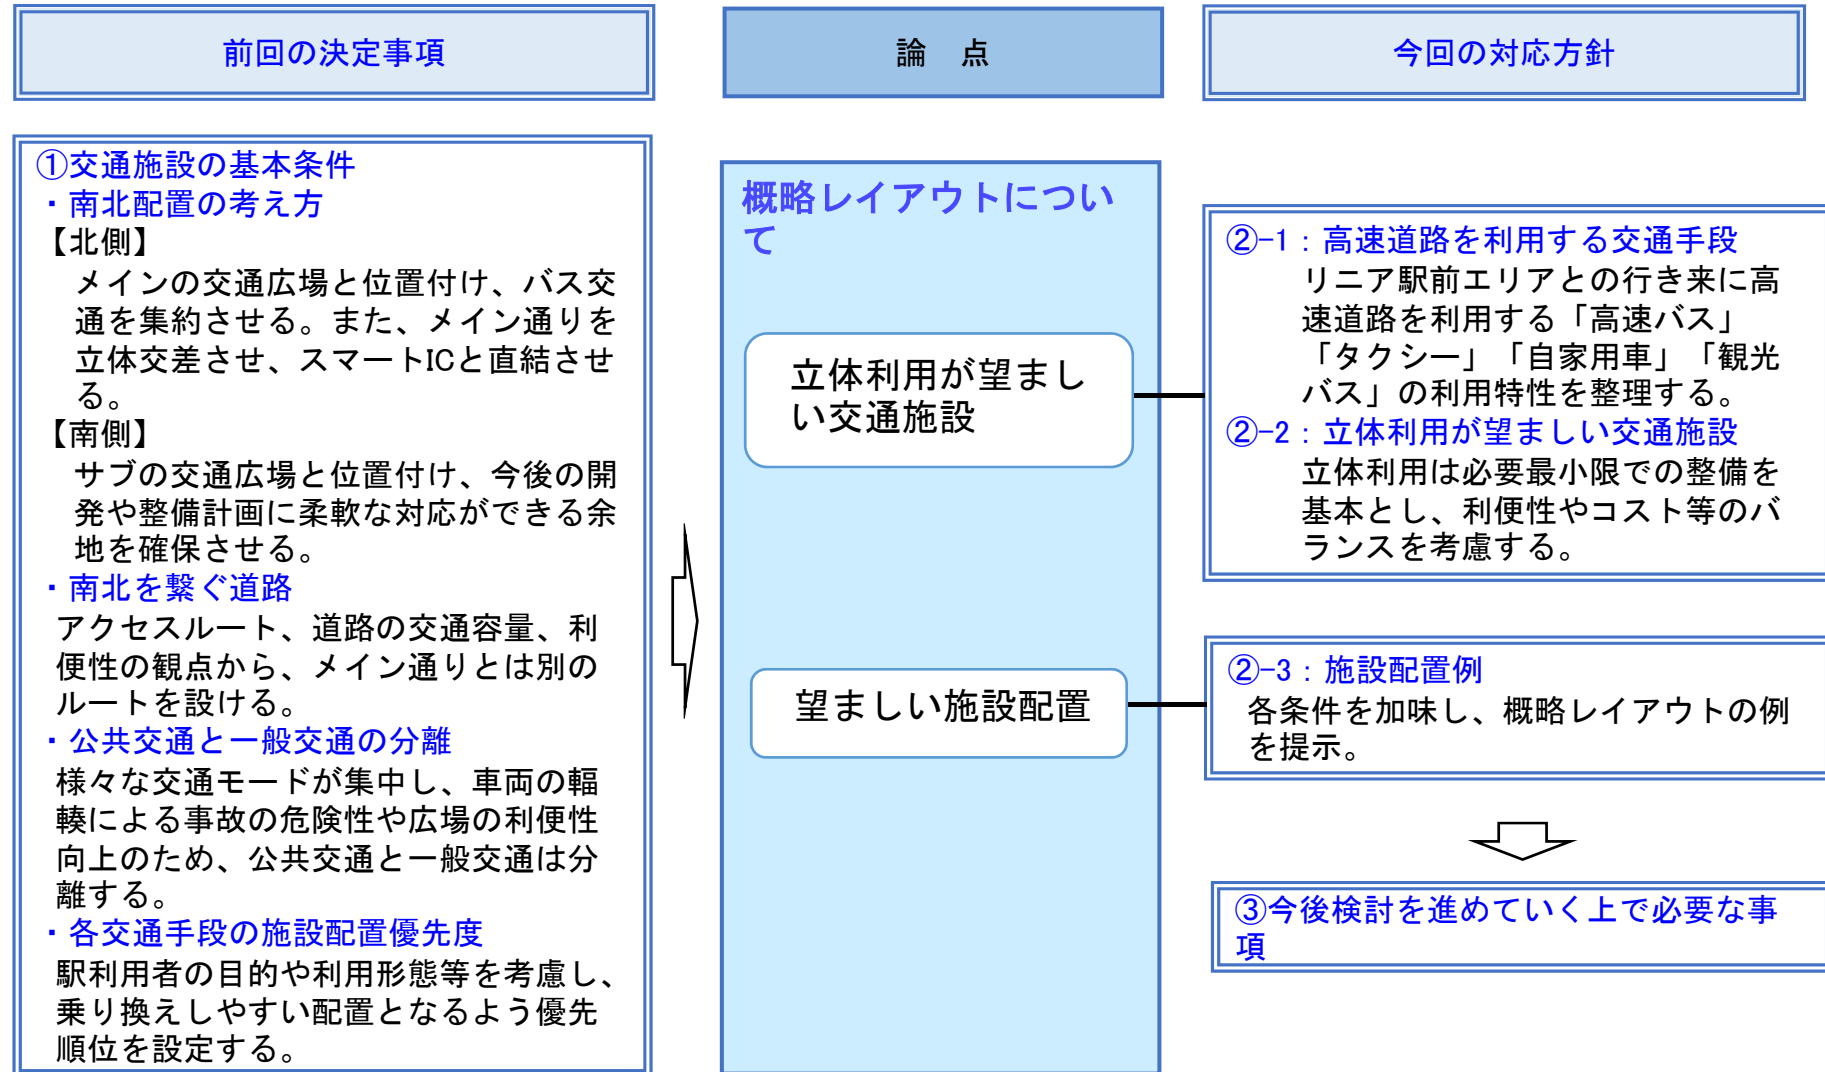 前回の決定事項
論　点
今回の対応方針
①交通施設の基本条件
・南北配置の考え方
【北側】
メインの交通広場と位置付け、バス交
通を集約させる。また、メイン通りを
立体交差させ、スマートICと直結させ
る。
【南側】
サブの交通広場と位置付け、今後の開
発や整備計画に柔軟な対応ができる余
地を確保させる。
・南北を繋ぐ道路
アクセスルート、道路の交通容量、利
便性の観点から、メイン通りとは別の
ルートを設ける。
・公共交通と一般交通の分離
様々な交通モードが集中し、車両の輻
輳による事故の危険性や広場の利便性
向上のため、公共交通と一般交通は分
離する。
・各交通手段の施設配置優先度
駅利用者の目的や利用形態等を考慮し、
乗り換えしやすい配置となるよう優先
順位を設定する。
概略レイアウトについ
て
立体利用が望まし
い交通施設
望ましい施設配置
②-1：高速道路を利用する交通手段
リニア駅前エリアとの行き来に高
速道路を利用する「高速バス」
「タクシー」「自家用車」「観光
バス」の利用特性を整理する。
②-2：立体利用が望ましい交通施設
立体利用は必要最小限での整備を
基本とし、利便性やコスト等のバ
ランスを考慮する。
②-3：施設配置例
各条件を加味し、概略レイアウトの例
を提示。
③今後検討を進めていく上で必要な事
項